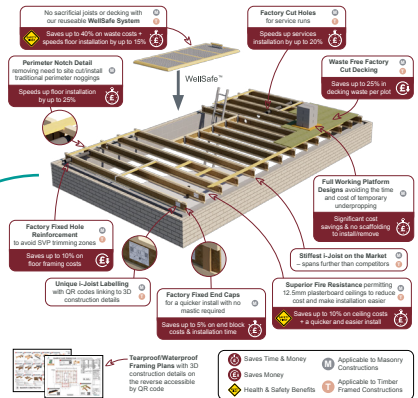 No sacrificial joists or decking with
our reuseable WellSafe System
M
T
Saves up to 40% on waste costs +
speeds floor installation by up to 15%
£
Factory Cut Holes
for service runs
M
T
Speeds up services
installation by up to 20%
£
Perimeter Notch Detail
removing need to site cut/install
traditional perimeter noggings
M
Speeds up floor installation
by up to 25%
£
WellSafe™
Waste Free Factory
Cut Decking
M
T
Saves up to 25% in
decking waste per plot
£
Full Working Platform
Designs avoiding the time
and cost of temporary
underpropping
M
T
Significant cost
savings & no scaffolding
to install/remove
£
Factory Fixed Hole
Reinforcement
to avoid SVP trimming zones
M
T
Saves up to 10% on
floor framing costs
£
Unique i-Joist Labelling
with QR codes linking to 3D
construction details
M
T
Factory Fixed End Caps
for a quicker install with no
mastic required
M
Saves up to 5% on end block
costs & installation time
£
Stiffest i-Joist on the Market
– spans further than competitors
M
T
Superior Fire Resistance permitting
12.5mm plasterboard ceilings to reduce
cost and make installation easier
M
T
Saves up to 10% on ceiling costs
+ a quicker and easier install
£
Tearproof/Waterproof
Framing Plans with 3D
construction details on
the reverse accessible
by QR code
£ Saves Time & Money
£ Saves Money
Health & Safety Benefits
M Applicable to Masonry
Constructions
T Applicable to Timber
Framed Constructions